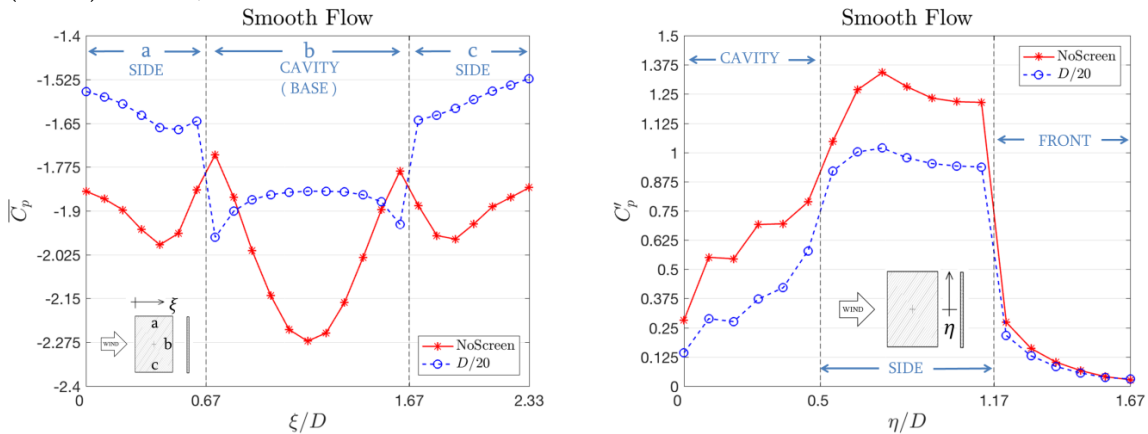 Smooth Flow
-1.4
-1.525
-1.65
-1.775
-1.9
-2.025
-2.15
-2.275
-2.4
a
SIDE
b
CAVITY
( BASE )
c
SIDE
ξ
a
b
c
WIND
NoScreen
D/20
0
0.67
1.67
2.33
ξ/D
Smooth Flow
1.5
1.375
1.25
1.125
1
0.875
0.75
0.625
0.5
0.375
0.25
0.125
0
CAVITY
NoScreen
D/20
FRONT
WIND
η
SIDE
0
0.5
1.17
1.67
η/D